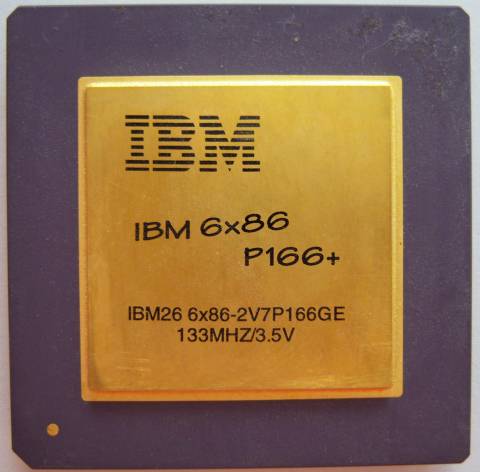 IBM
IBM 6x86
P166+
IBM26 6x86-2V7P166GE
133MHZ/3.5V